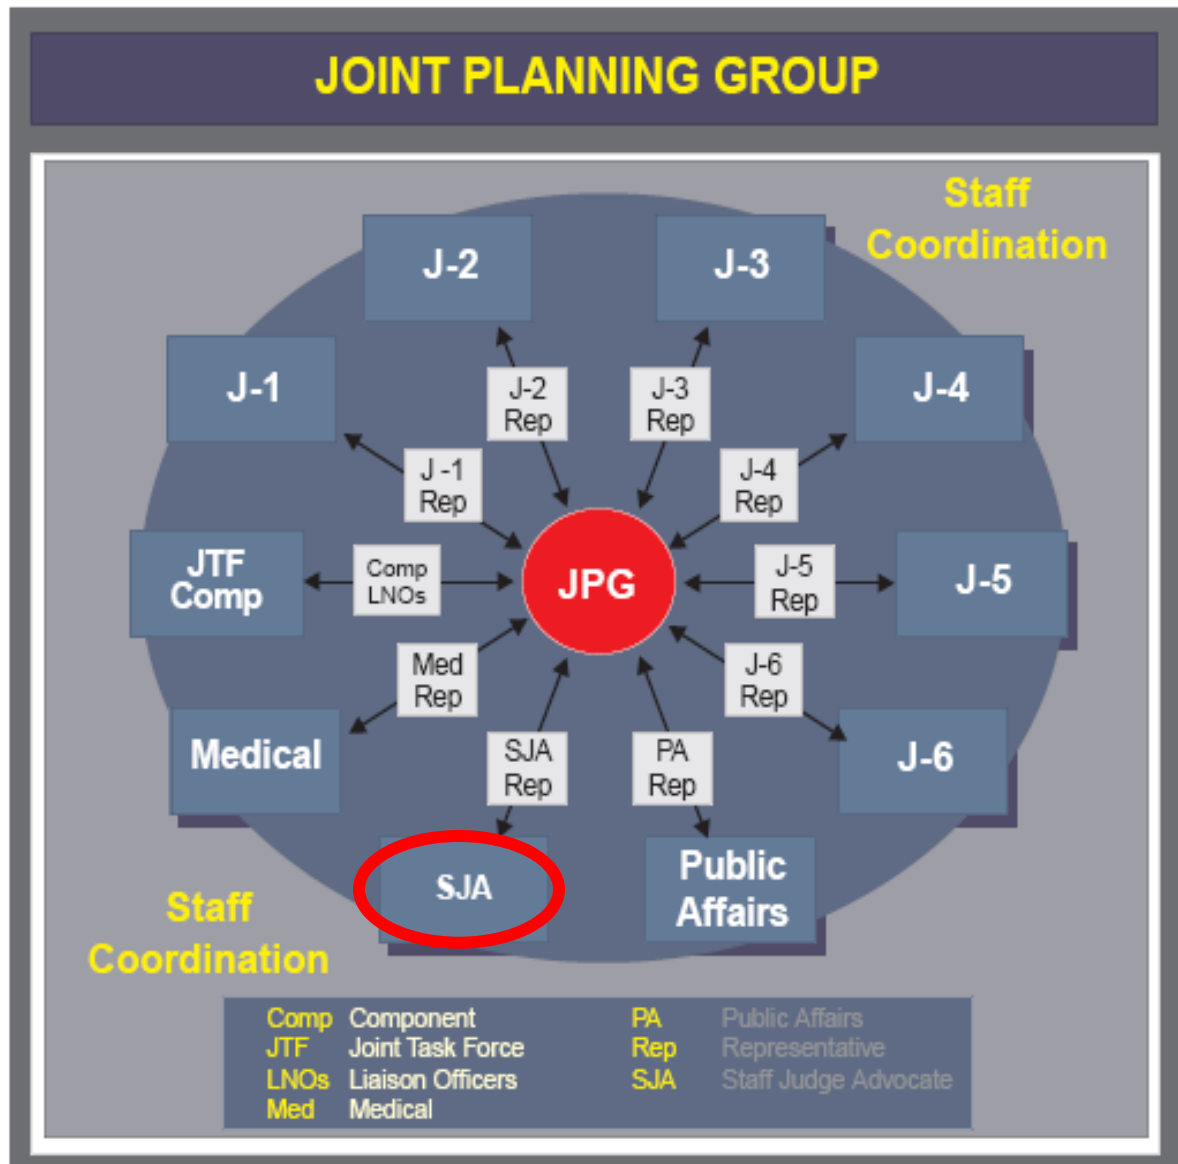 JOINT PLANNING GROUP
Staff
Coordination
J-2
J-3
J-1
J-4
J-2
Rep
J-3
Rep
J -1
Rep
J-4
Rep
JTF
Comp
Comp
LNOs
JPG
J-5
Rep
J-5
Med
Rep
J-6
Rep
Medical
SJA
Rep
PA
Rep
J-6
SJA
Public
Affairs
Staff
Coordination
Comp Component PA Public Affairs
JTF Joint Task Force Rep Representative
LNOs Liaison Officers SJA Staff Judge Advocate
Med Medical